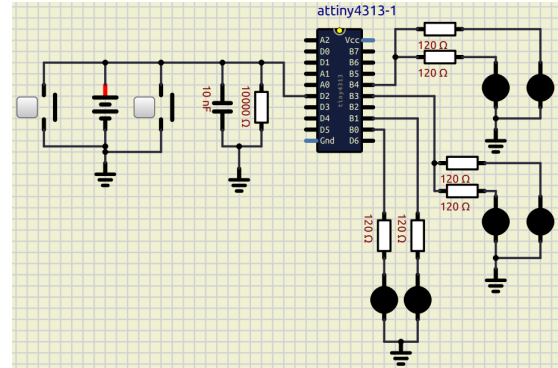 attiny4313-1
A2
D0
D1
A1
A0
D2
D3
D4
D5
Gnd
Vcc
B7
B6
B5
B4
B3
B2
B1
B0
D6
tiny4313
10 nF
10000 Ω
120 Ω
120 Ω
120 Ω
120 Ω
120 Ω
120 Ω